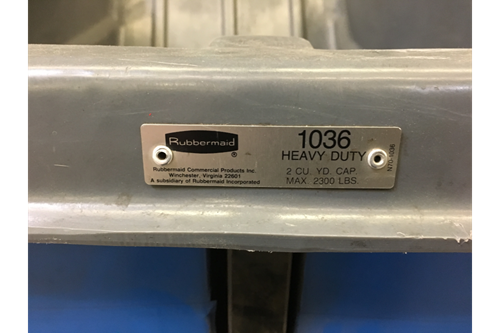 Rubbermaid
®
Rubbermaid Commercial Products Inc.
Winchester, Virginia 22601
A subsidiary of Rubbermaid Incorporated
1036
HEAVY DUTY
2 CU. YD. CAP.
MAX. 2300 LBS.